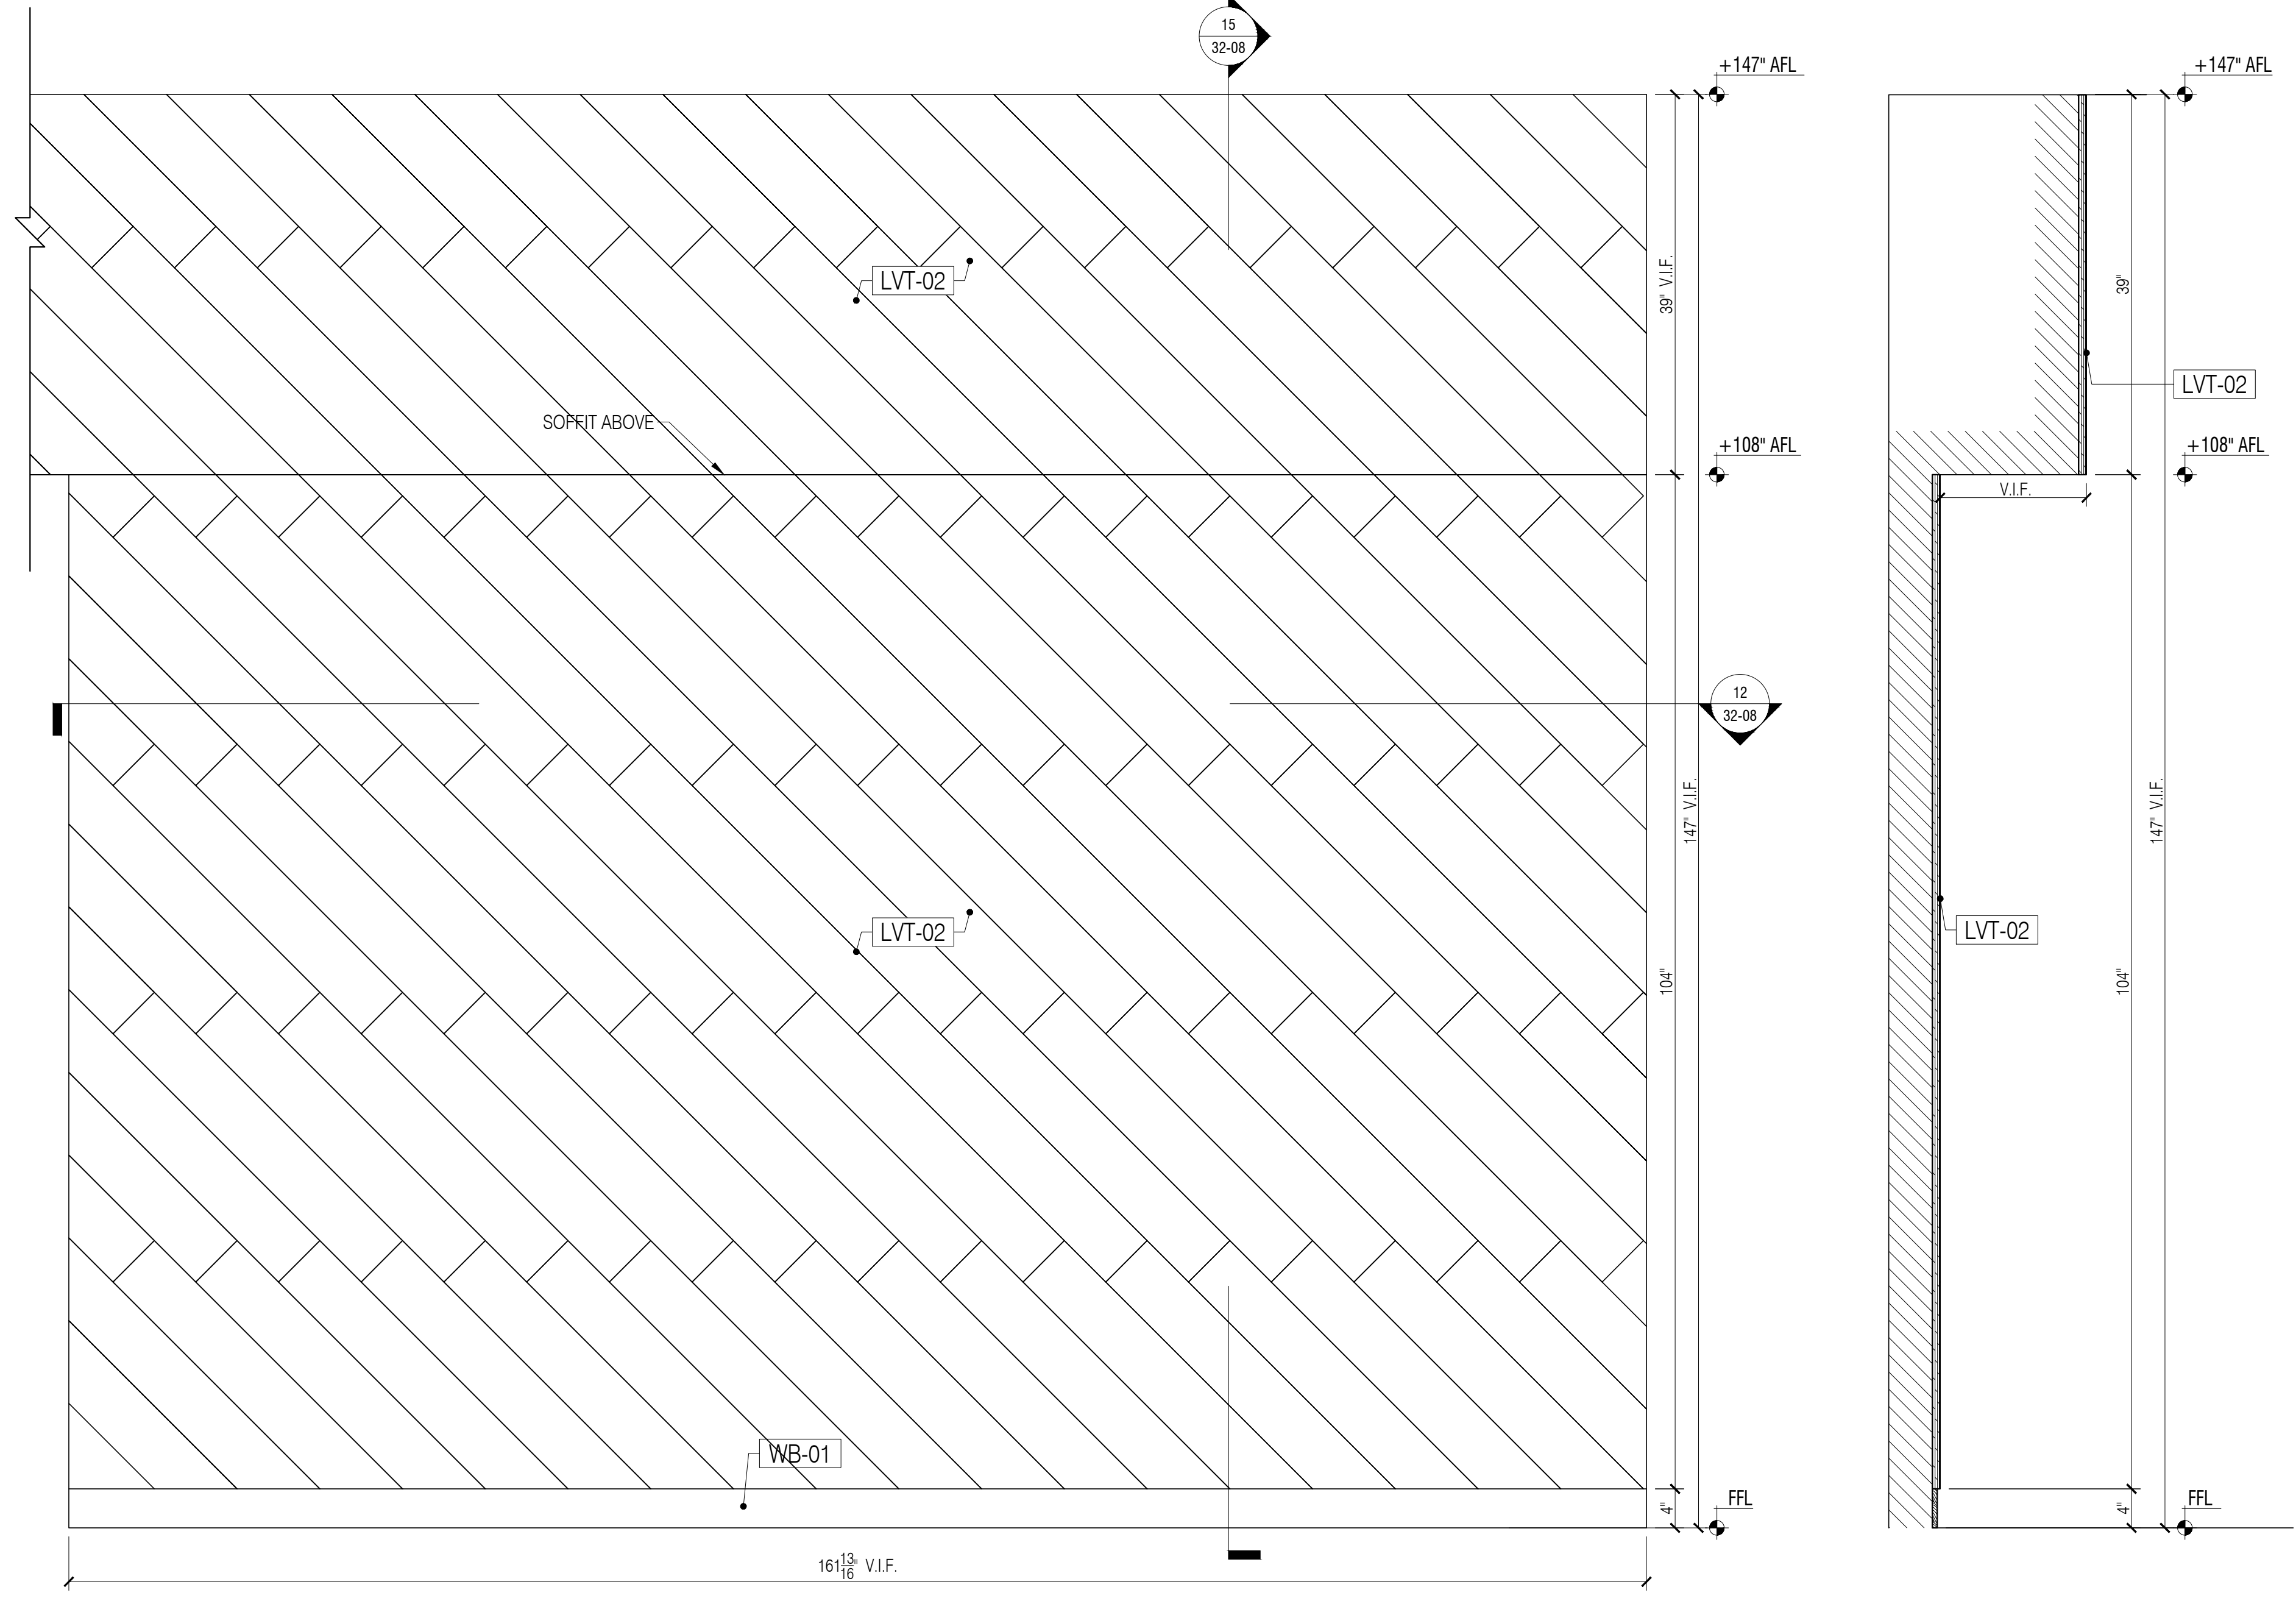 15
32-08
+147" AFL
+147" AFL
LVT-02
39" V.I.F.
39"
LVT-02
SOFFIT ABOVE
+108" AFL
+108" AFL
V.I.F.
12
32-08
147" V.I.F.
147" V.I.F.
LVT-02
LVT-02
104"
104"
WB-01
4"
FFL
4"
FFL
161 13/16" V.I.F.